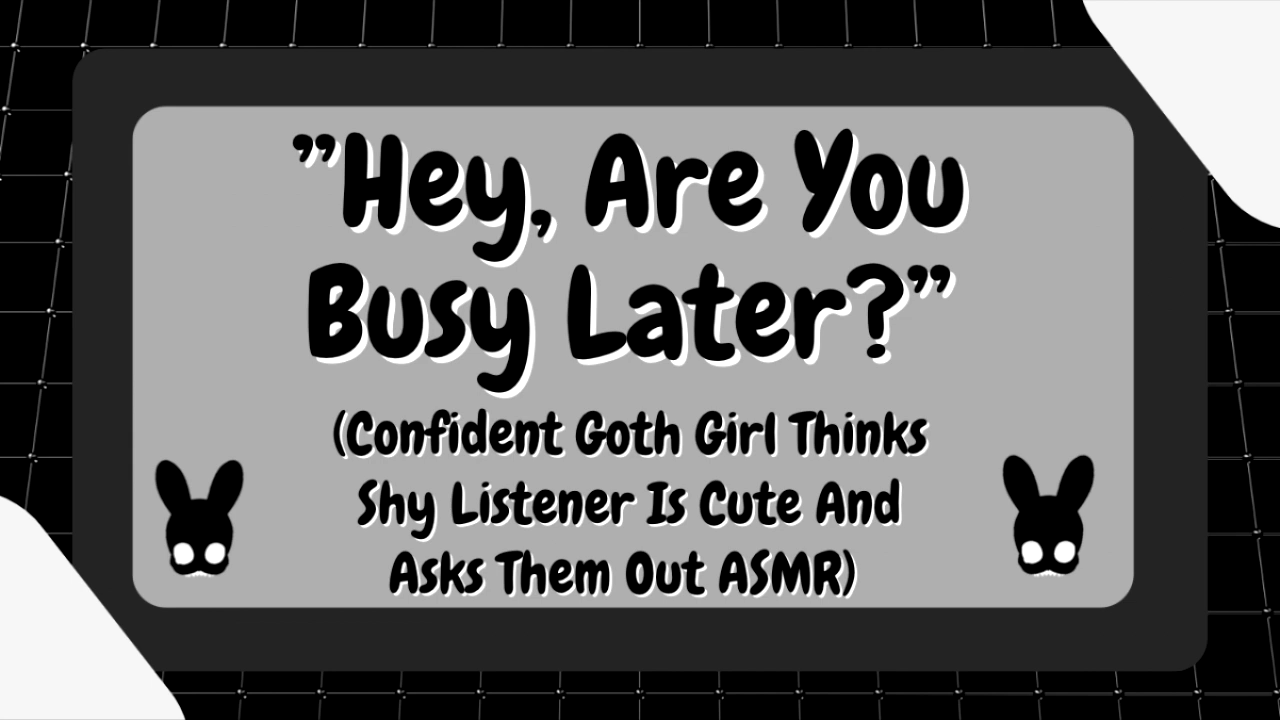 ”Hey, Are You
Busy Later?”
(Confident Goth Girl Thinks
Shy Listener Is Cute And
Asks Them Out ASMR)